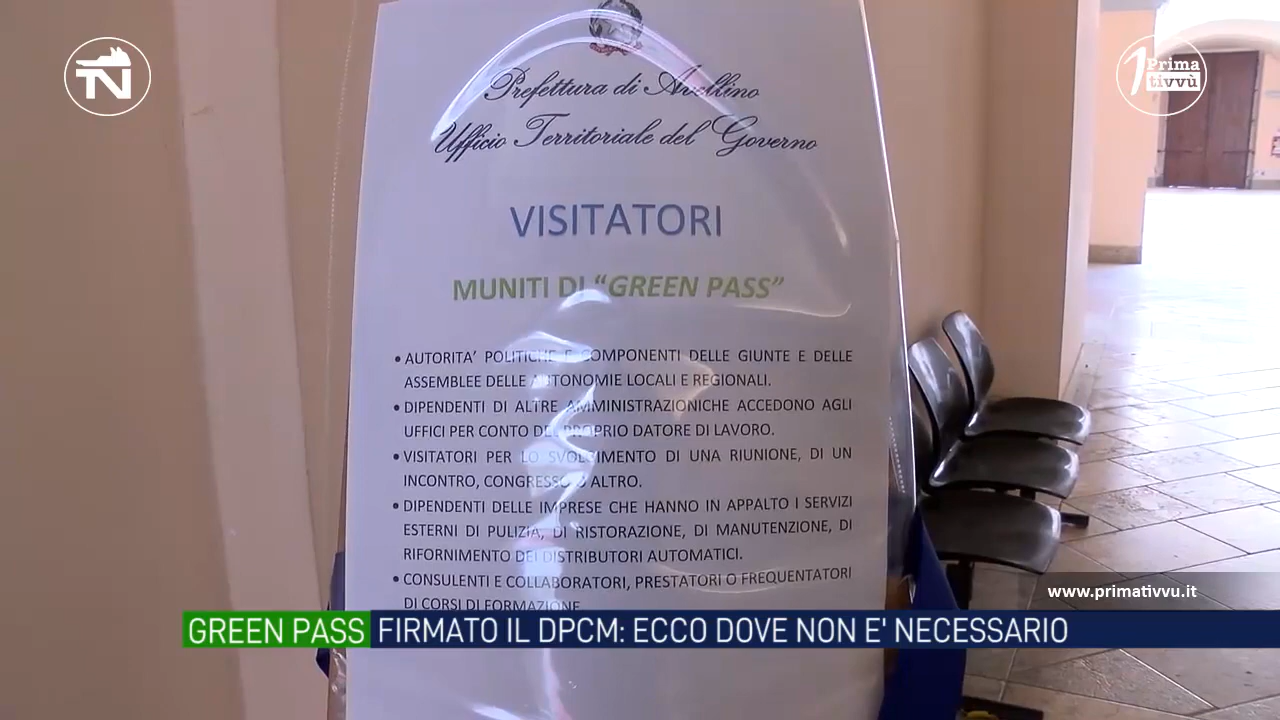 TN
1 Prima
tivvù
Prefettura di Avellino
Ufficio Territoriale del Governo
VISITATORI
MUNITI DI “GREEN PASS”
• AUTORITA’ POLITICHE E COMPONENTI DELLE GIUNTE E DELLE
ASSEMBLEE DELLE AUTONOMIE LOCALI E REGIONALI.
• DIPENDENTI DI ALTRE AMMINISTRAZIONICHE ACCEDONO AGLI
UFFICI PER CONTO DEL PROPRIO DATORE DI LAVORO.
• VISITATORI PER LO SVOLGIMENTO DI UNA RIUNIONE, DI UN
INCONTRO, CONGRESSO O ALTRO.
• DIPENDENTI DELLE IMPRESE CHE HANNO IN APPALTO I SERVIZI
ESTERNI DI PULIZIA, DI RISTORAZIONE, DI MANUTENZIONE, DI
RIFORNIMENTO DEI DISTRIBUTORI AUTOMATICI.
• CONSULENTI E COLLABORATORI, PRESTATORI O FREQUENTATORI
DI CORSI DI FORMAZIONE
www.primativvu.it
GREEN PASS FIRMATO IL DPCM: ECCO DOVE NON E' NECESSARIO